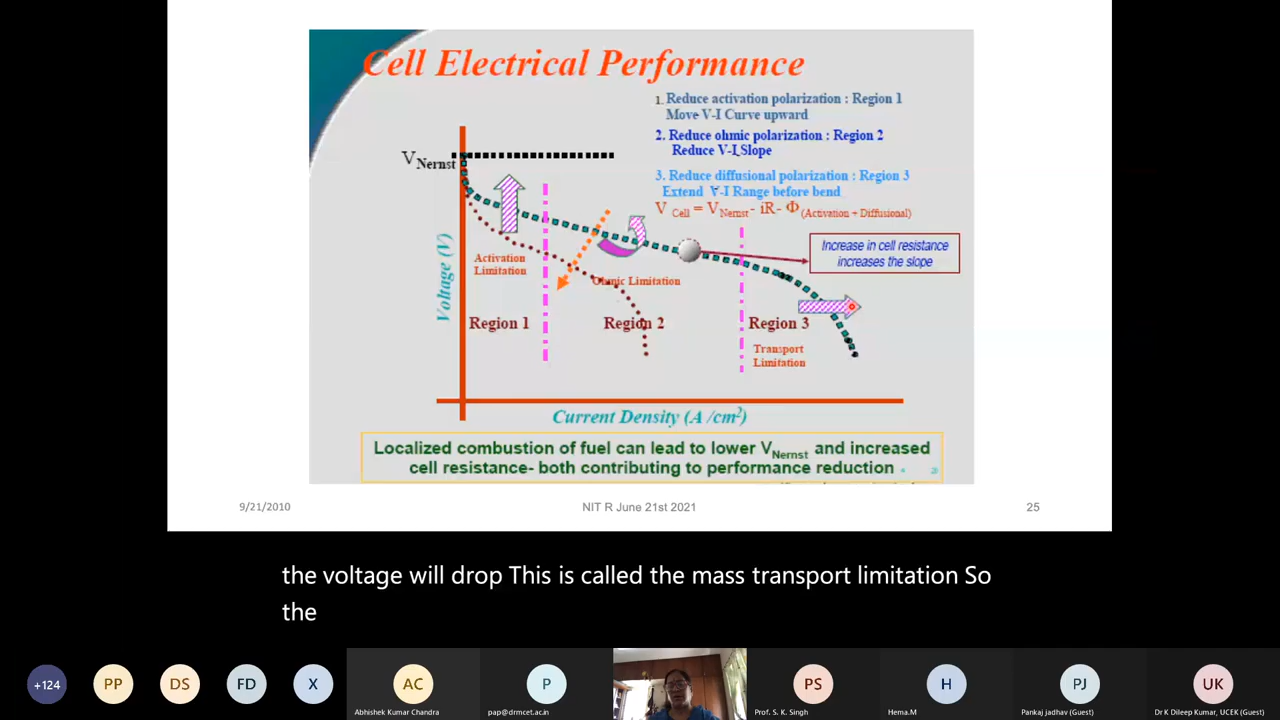 Cell Electrical Performance
1. Reduce activation polarization : Region 1
Move V-I Curve upward
2. Reduce ohmic polarization : Region 2
Reduce V-I Slope
3. Reduce diffusional polarization : Region 3
Extend V-I Range before bend
V Cell = VNernst - iR- Φ(Activation + Diffusional)
VNernst
Increase in cell resistance
increases the slope
Voltage (V)
Activation
Limitation
Ohmic Limitation
Region 1
Region 2
Region 3
Transport
Limitation
Current Density (A /cm2)
Localized combustion of fuel can lead to lower VNernst and increased
cell resistance- both contributing to performance reduction
9/21/2010
NIT R June 21st 2021
25
the voltage will drop This is called the mass transport limitation So
the
+124
PP
DS
FD
X
AC
P
PS
H
PJ
UK
Abhishek Kumar Chandra
pap@drmcet.ac.in
Prof. S. K. Singh
Hema.M
Pankaj jadhav (Guest)
Dr K Dileep Kumar, UCEK (Guest)